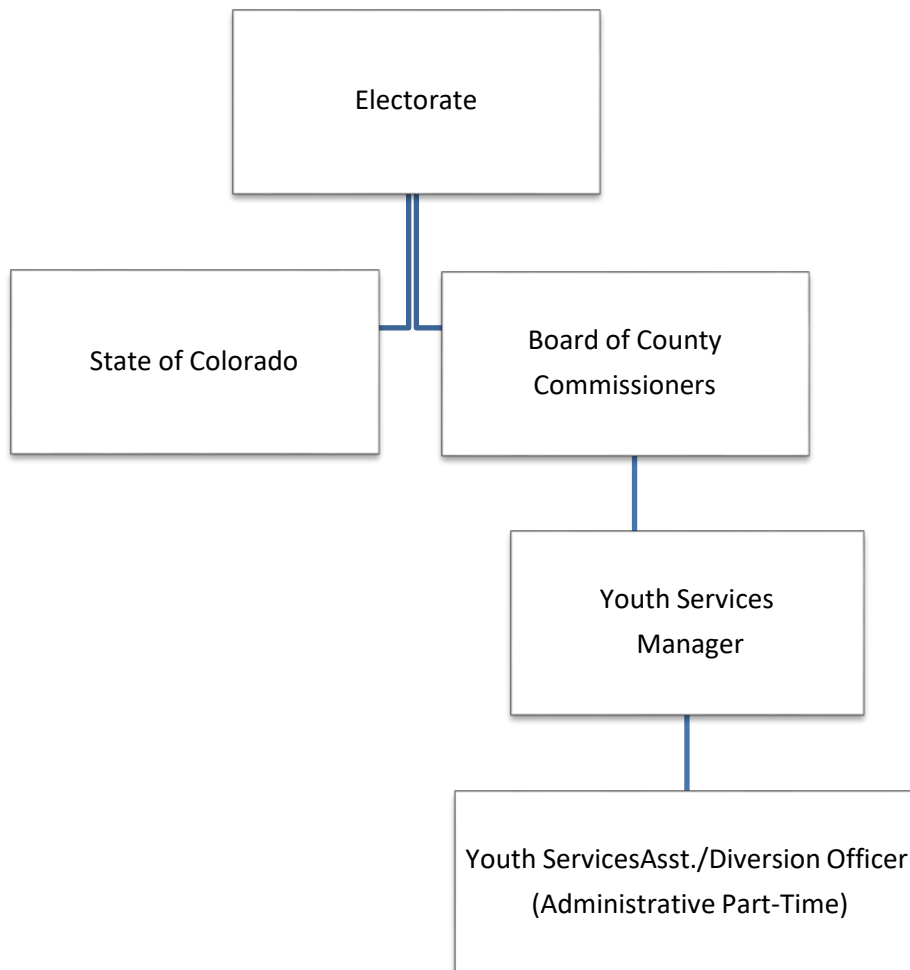 Electorate
State of Colorado
Board of County
Commissioners
Youth Services
Manager
Youth ServicesAsst./Diversion Officer
(Administrative Part-Time)